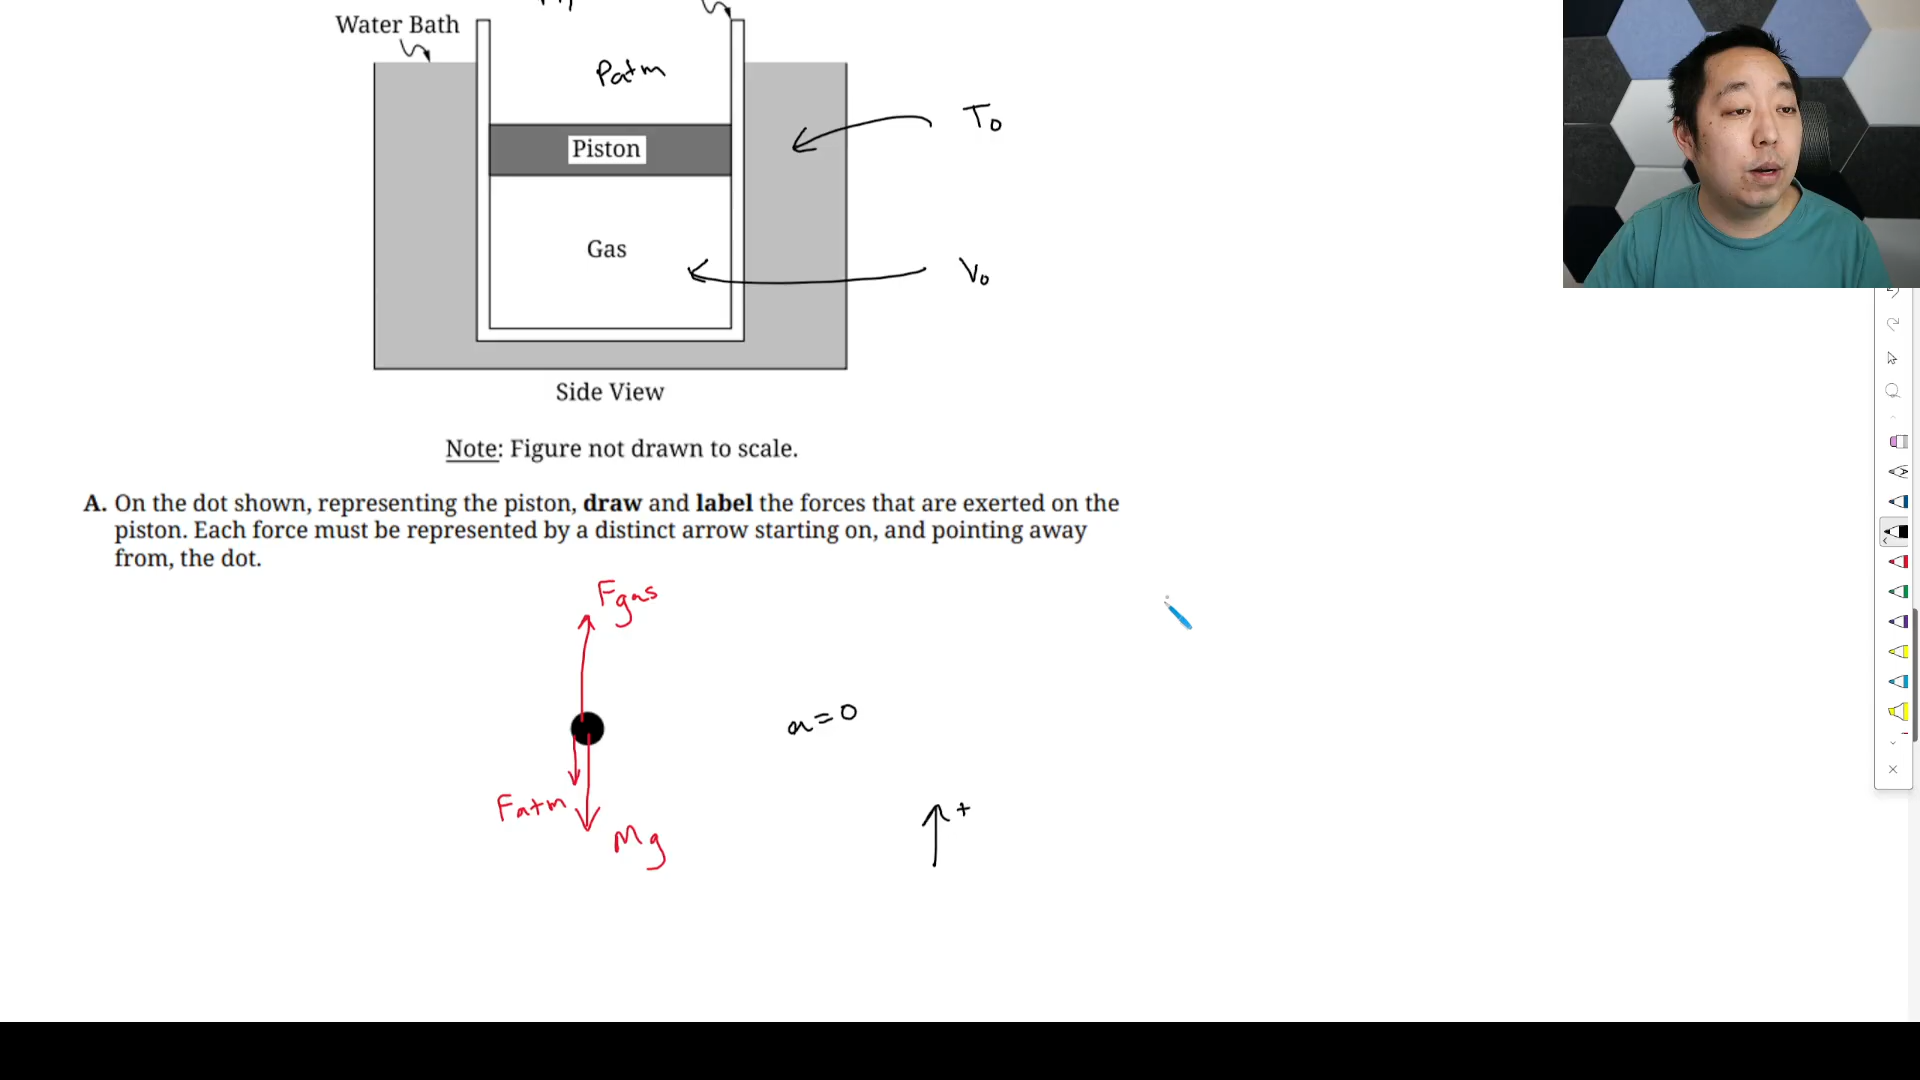 Water Bath
Patm
Piston
T₀
Gas
V₀
Side View
Note: Figure not drawn to scale.
A. On the dot shown, representing the piston, draw and label the forces that are exerted on the
piston. Each force must be represented by a distinct arrow starting on, and pointing away
from, the dot.
Fgas
a=0
Fatm
+
Mg